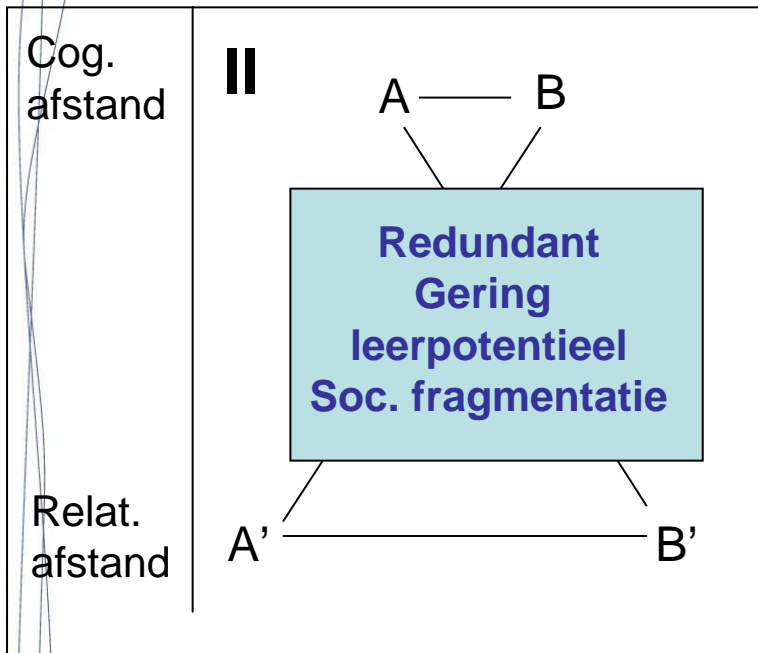 Cog.
afstand
II
A B
Redundant
Gering
leerpotentieel
Soc. fragmentatie
Relat.
afstand
A’ B’